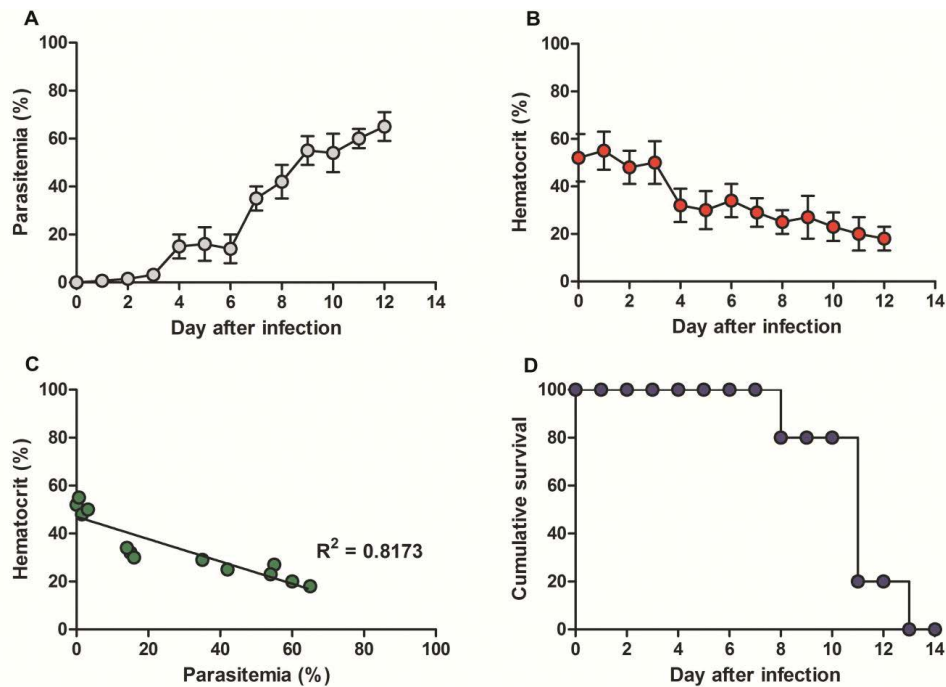 A
100
80
60
40
20
0
Parasitemia (%)
0 2 4 6 8 10 12 14
Day after infection
B
100
80
60
40
20
0
Hematocrit (%)
0 2 4 6 8 10 12 14
Day after infection
C
100
80
60
40
20
0
Hematocrit (%)
R² = 0.8173
0 20 40 60 80 100
Parasitemia (%)
D
100
80
60
40
20
0
Cumulative survival
0 2 4 6 8 10 12 14
Day after infection